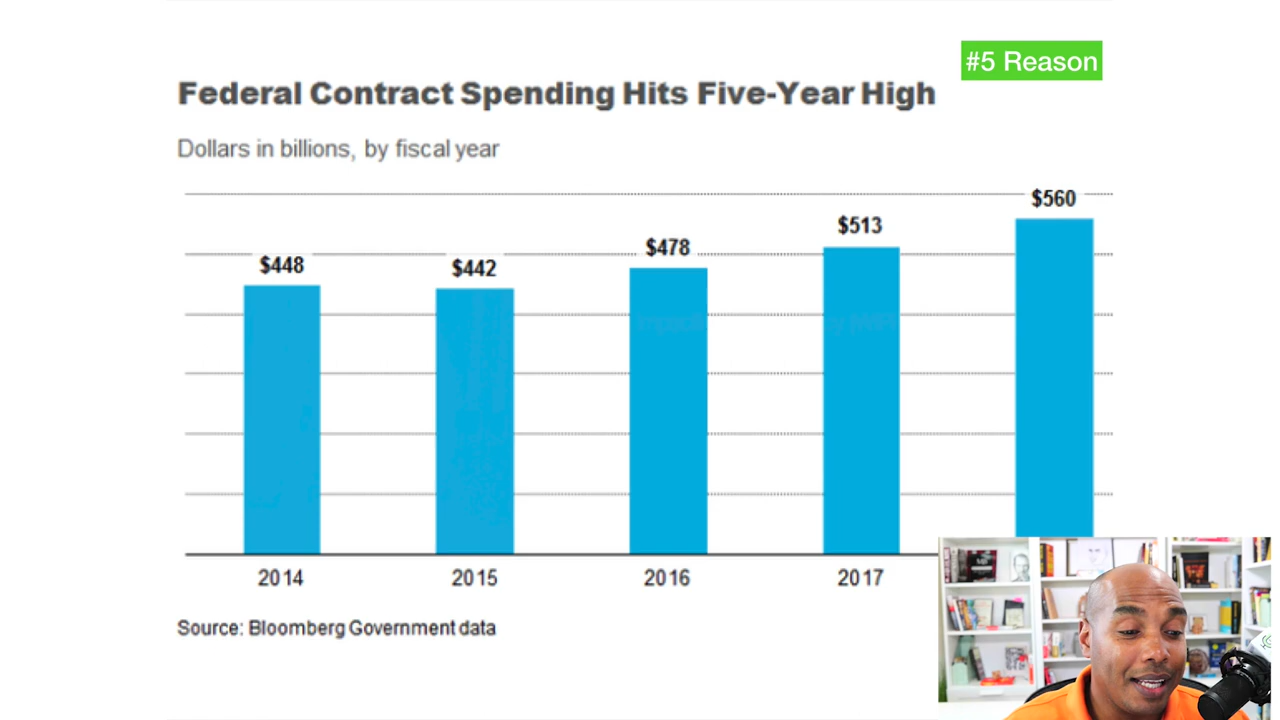 #5 Reason
Federal Contract Spending Hits Five-Year High
Dollars in billions, by fiscal year
$448
$442
$478
$513
$560
2014
2015
2016
2017
Source: Bloomberg Government data